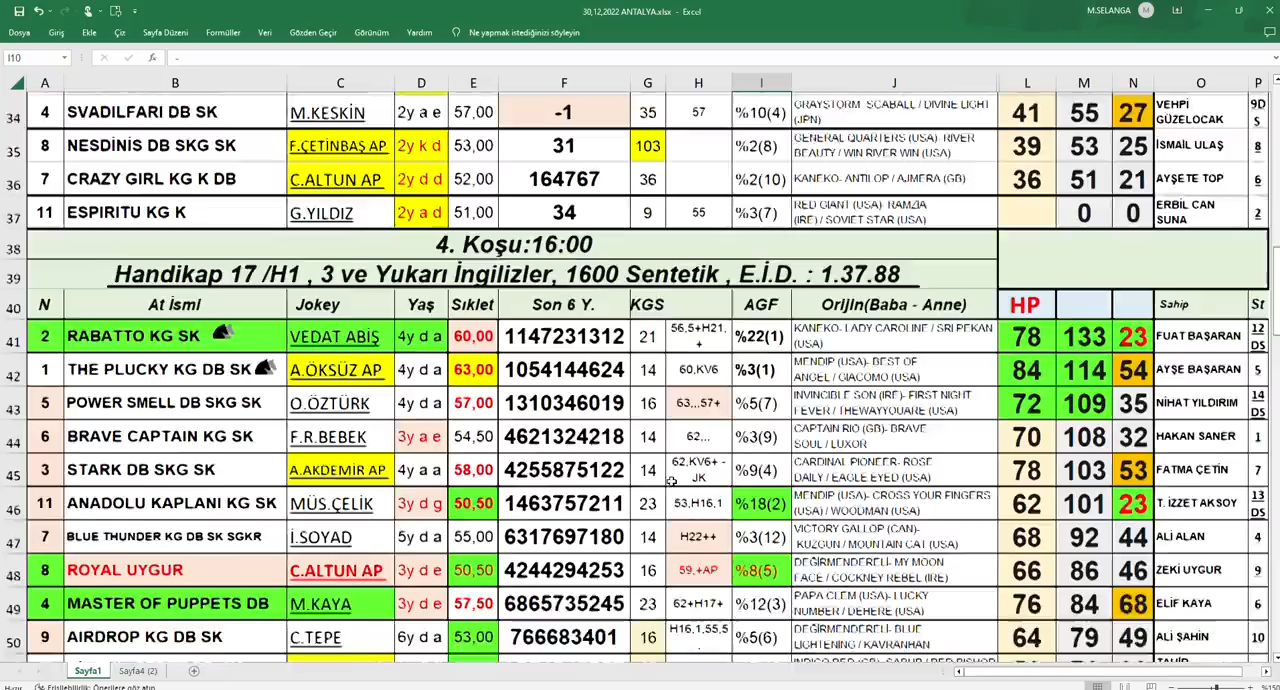 30,12,2022 ANTALYA.xlsx - Excel
M.SELANGA M
Dosya Giriş Ekle Çiz Sayfa Düzeni Formüller Veri Gözden Geçir Görünüm Yardım Ne yapmak istediğinizi söyleyin
I10 fx -
A B C D E F G H I J L M N O P
34 4 SVADILFARI DB SK M.KESKİN 2y a e 57,00 -1 35 57 %10(4) GRAYSTORM SCABALL / DIVINE LIGHT (JPN) 41 55 27 VEHPİ GÜZELOCAK 9D S
35 8 NESDİNİS DB SKG SK F.ÇETİNBAŞ AP 2y k d 53,00 31 103 %2(8) GENERAL QUARTERS (USA)- RIVER BEAUTY / WIN RIVER WIN (USA) 39 53 25 İSMAİL ULAŞ 8
36 7 CRAZY GIRL KG K DB C.ALTUN AP 2y d d 52,00 164767 36 %2(10) KANEKO- ANTILOP / AJMERA (GB) 36 51 21 AYŞETE TOP 6
37 11 ESPIRITU KG K G.YILDIZ 2y a d 51,00 34 9 55 %3(7) RED GIANT (USA)- RAMZIA (IRE) / SOVIET STAR (USA) 0 0 ERBİL CAN SUNA 2
38 4. Koşu:16:00
39 Handikap 17 /H1 , 3 ve Yukarı İngilizler, 1600 Sentetik , E.İ.D. : 1.37.88
40 N At İsmi Jokey Yaş Sıklet Son 6 Y. KGS AGF Orijin(Baba - Anne) HP Sahip St
41 2 RABATTO KG SK VEDAT ABİŞ 4y d a 60,00 1147231312 21 56,5+H21, + %22(1) KANEKO- LADY CAROLINE / SRI PEKAN (USA) 78 133 23 FUAT BAŞARAN 12 DS
42 1 THE PLUCKY KG DB SK A.ÖKSÜZ AP 4y d a 63,00 1054144624 14 60,KV6 %3(1) MENDIP (USA)- BEST OF ANGEL / GIACOMO (USA) 84 114 54 AYŞE BAŞARAN 5
43 5 POWER SMELL DB SKG SK O.ÖZTÜRK 4y d a 57,00 1310346019 16 63,,,57+ %5(7) INVINCIBLE SON (IRE)- FIRST NIGHT FEVER / THEWAYYOUARE (USA) 72 109 35 NİHAT YILDIRIM 14 DS
44 6 BRAVE CAPTAIN KG SK F.R.BEBEK 3y a e 54,50 4621324218 14 62,,, %3(9) CAPTAIN RIO (GB)- BRAVE SOUL / LUXOR 70 108 32 HAKAN SANER 1
45 3 STARK DB SKG SK A.AKDEMİR AP 4y a a 58,00 4255875122 14 62,KV6+ - JK %9(4) CARDINAL PIONEER- ROSE DAILY / EAGLE EYED (USA) 78 103 53 FATMA ÇETİN 7
46 11 ANADOLU KAPLANI KG SK MÜS.ÇELİK 3y d g 50,50 1463757211 23 53,H16,1 %18(2) MENDIP (USA)- CROSS YOUR FINGERS (USA) / WOODMAN (USA) 62 101 23 T. İZZET AKSOY 13 DS
47 7 BLUE THUNDER KG DB SK SGKR İ.SOYAD 5y d a 55,00 6317697180 14 H22++ %3(12) VICTORY GALLOP (CAN)- KUZGUN / MOUNTAIN CAT (USA) 68 92 44 ALİ ALAN 4
48 8 ROYAL UYGUR C.ALTUN AP 3y d e 50,50 4244294253 16 59,+AP %8(5) DEĞİRMENDERELİ- MY MOON FACE / COCKNEY REBEL (IRE) 66 86 46 ZEKİ UYGUR 9
49 4 MASTER OF PUPPETS DB M.KAYA 3y d e 57,50 6865735245 23 62+H17+ %12(3) PAPA CLEM (USA)- LUCKY NUMBER / DEHERE (USA) 76 84 68 ELİF KAYA 6
50 9 AIRDROP KG DB SK C.TEPE 6y d a 53,00 766683401 16 H16,1,55,5 %5(6) DEĞİRMENDERELİ- BLUE LIGHTENING / KAVRANHAN 64 79 49 ALİ ŞAHİN 10
Sayfa1 Sayfa4 (2)
Hazır Erişilebilirlik: Önerilere göz atın %150